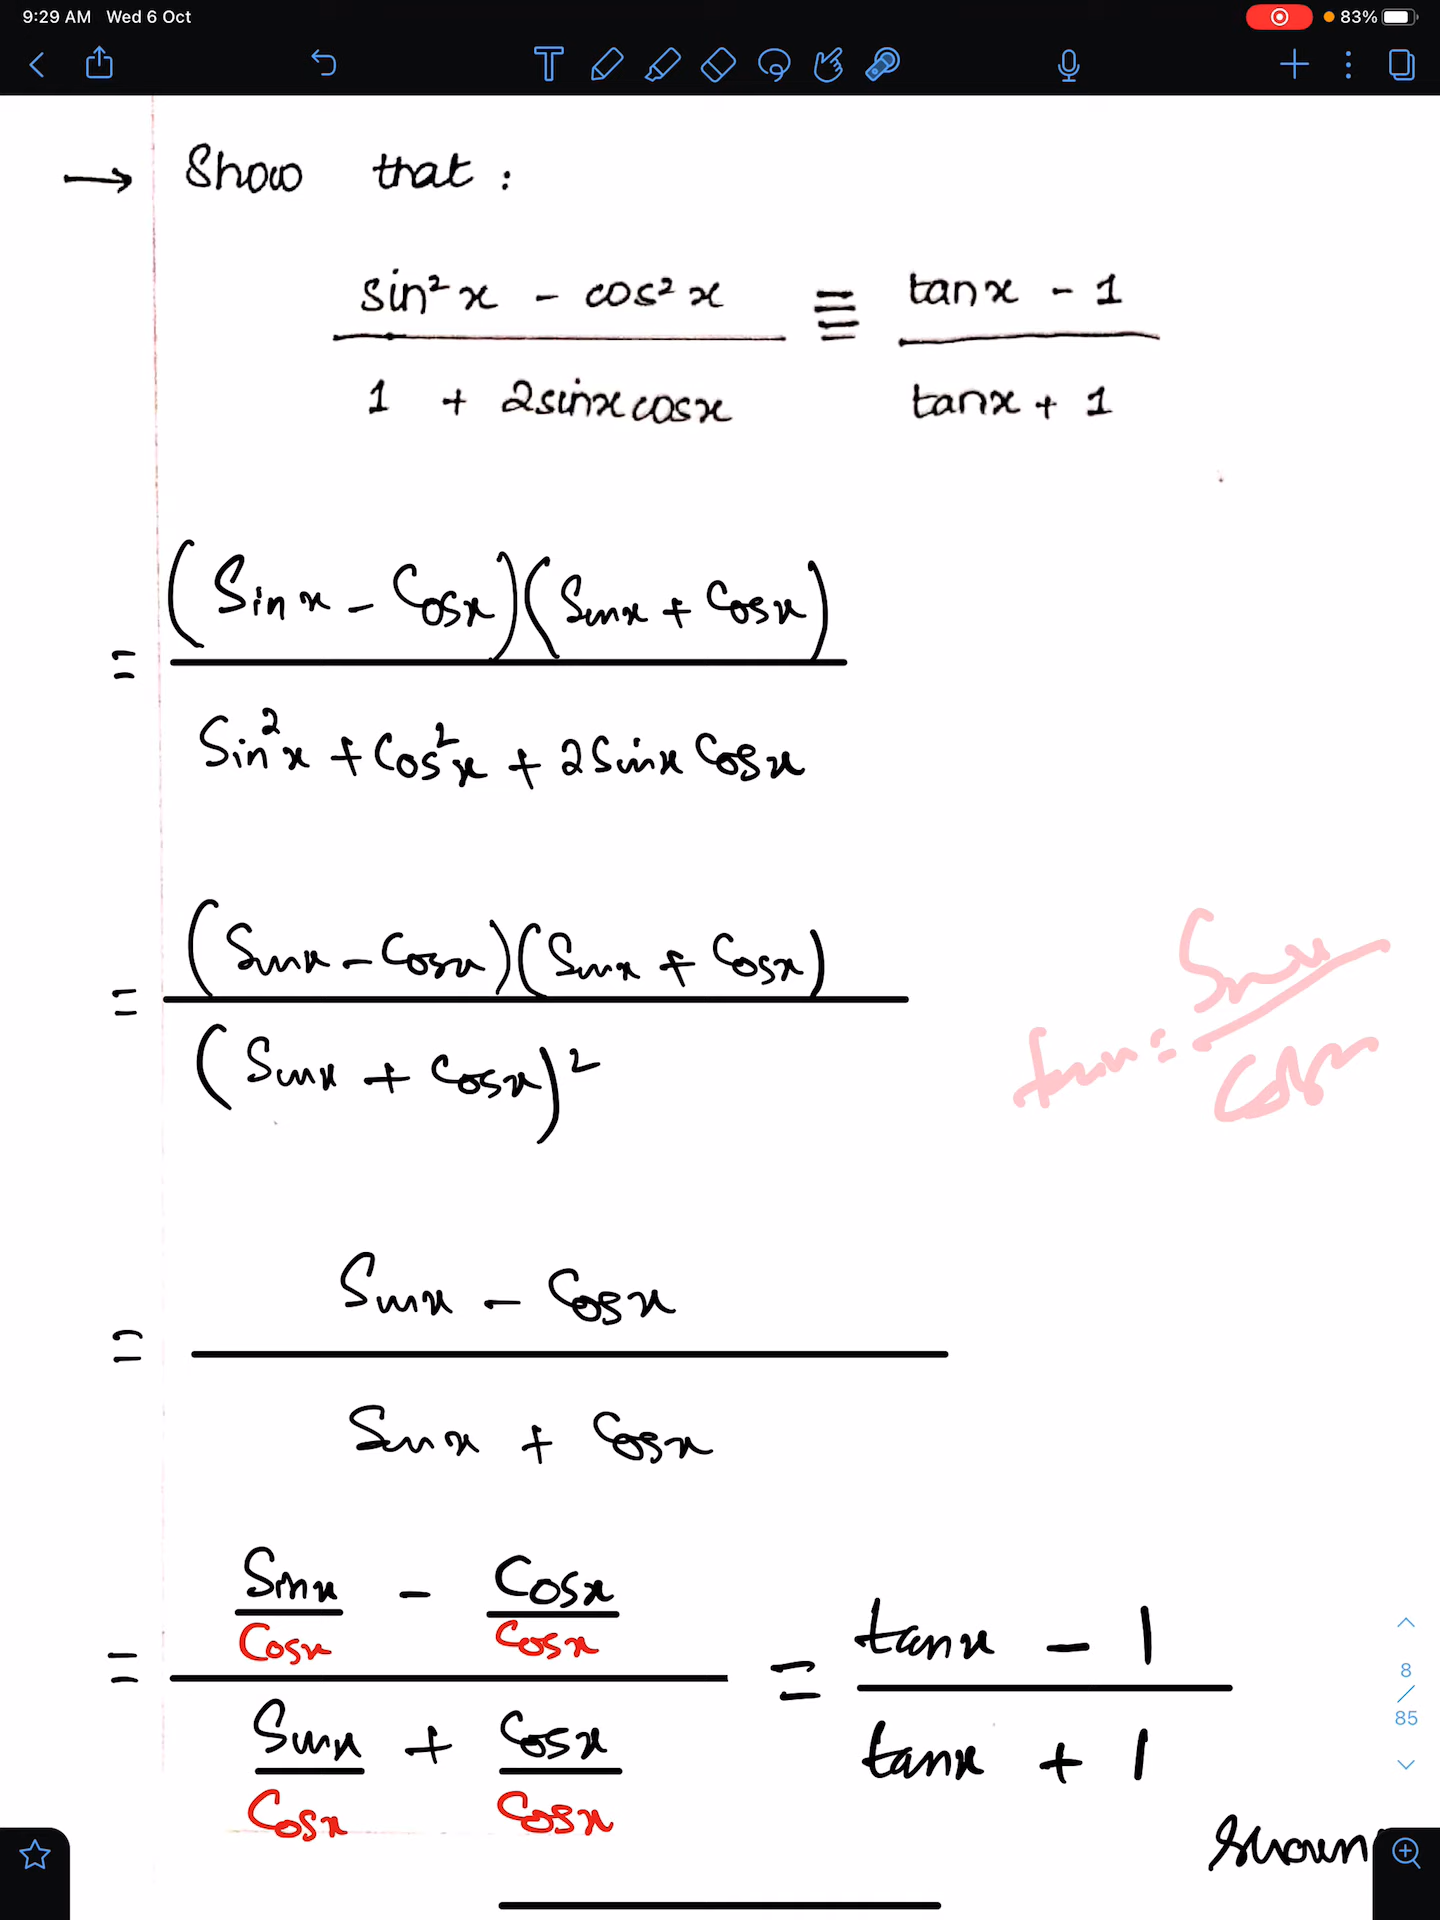 9:29 AM Wed 6 Oct 83%
→ Show that:
sin²x - cos²x ≡ tanx - 1
1 + 2sinxcosx tanx + 1
= (Sinx - Cosx)(Sinx + Cosx)
Sin²x + Cos²x + 2Sinx Cosx
= (Sinx - Cosx)(Sinx + Cosx)
(Sinx + Cosx)²
tanx = Sinx
Cosx
= Sinx - Cosx
Sinx + Cosx
= Sinx - Cosx = tanx - 1
Cosx Cosx
Sinx + Cosx tanx + 1
Cosx Cosx
8
/
85
Shown